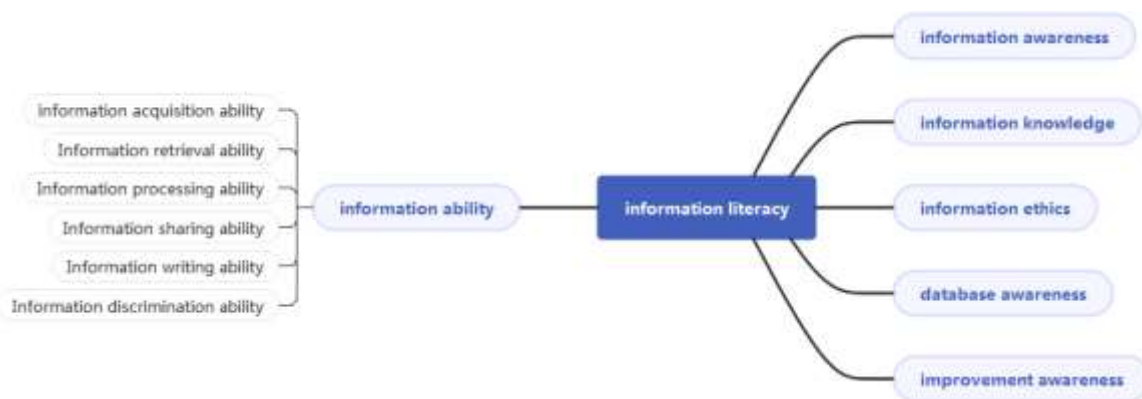 information acquisition ability
Information retrieval ability
Information processing ability
Information sharing ability
Information writing ability
Information discrimination ability
information ability
information literacy
information awareness
information knowledge
information ethics
database awareness
improvement awareness